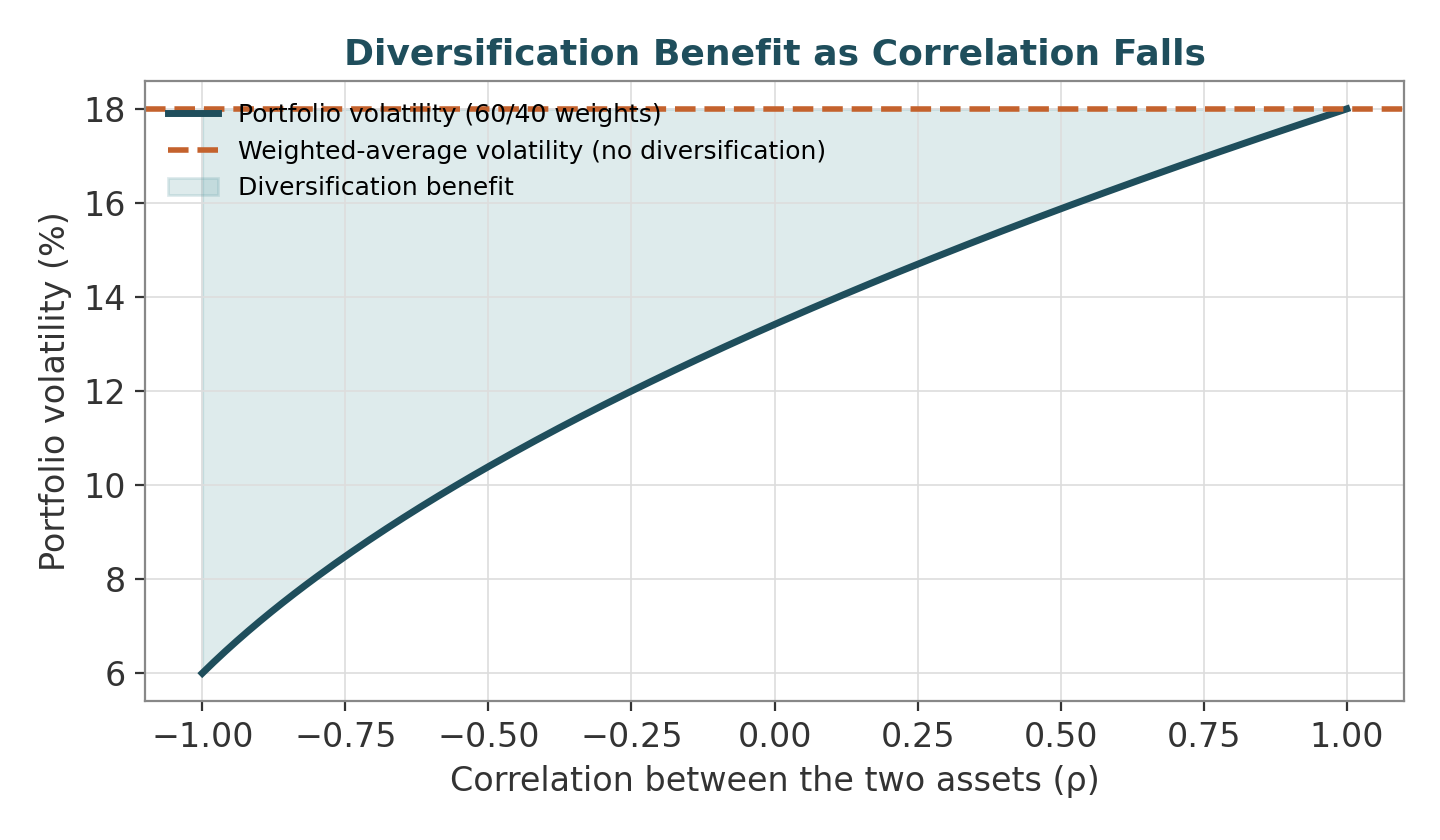 Diversification Benefit as Correlation Falls
Portfolio volatility (60/40 weights)
Weighted-average volatility (no diversification)
Diversification benefit
Portfolio volatility (%)
18
16
14
12
10
8
6
−1.00 −0.75 −0.50 −0.25 0.00 0.25 0.50 0.75 1.00
Correlation between the two assets (ρ)